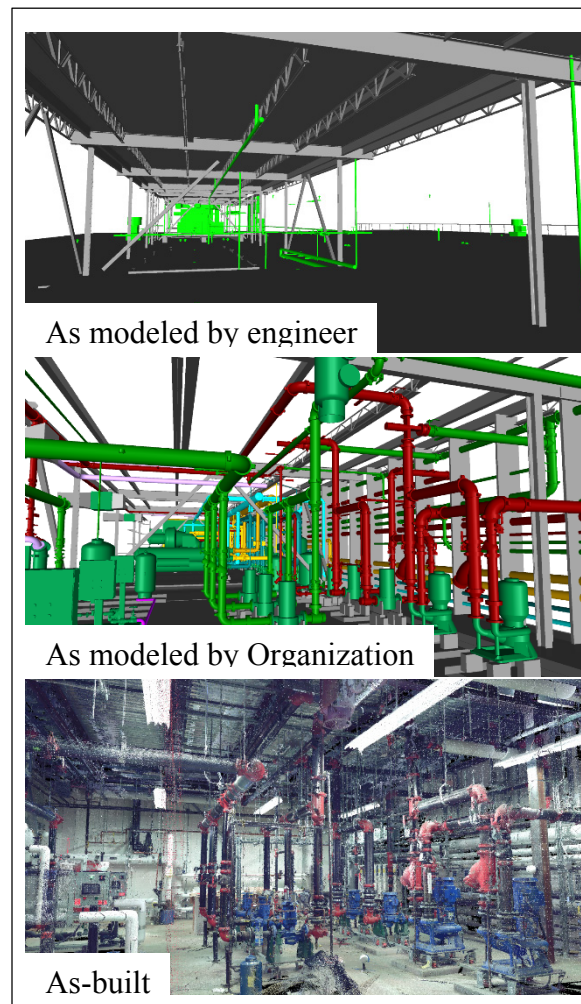 As modeled by engineer
As modeled by Organization
As-built